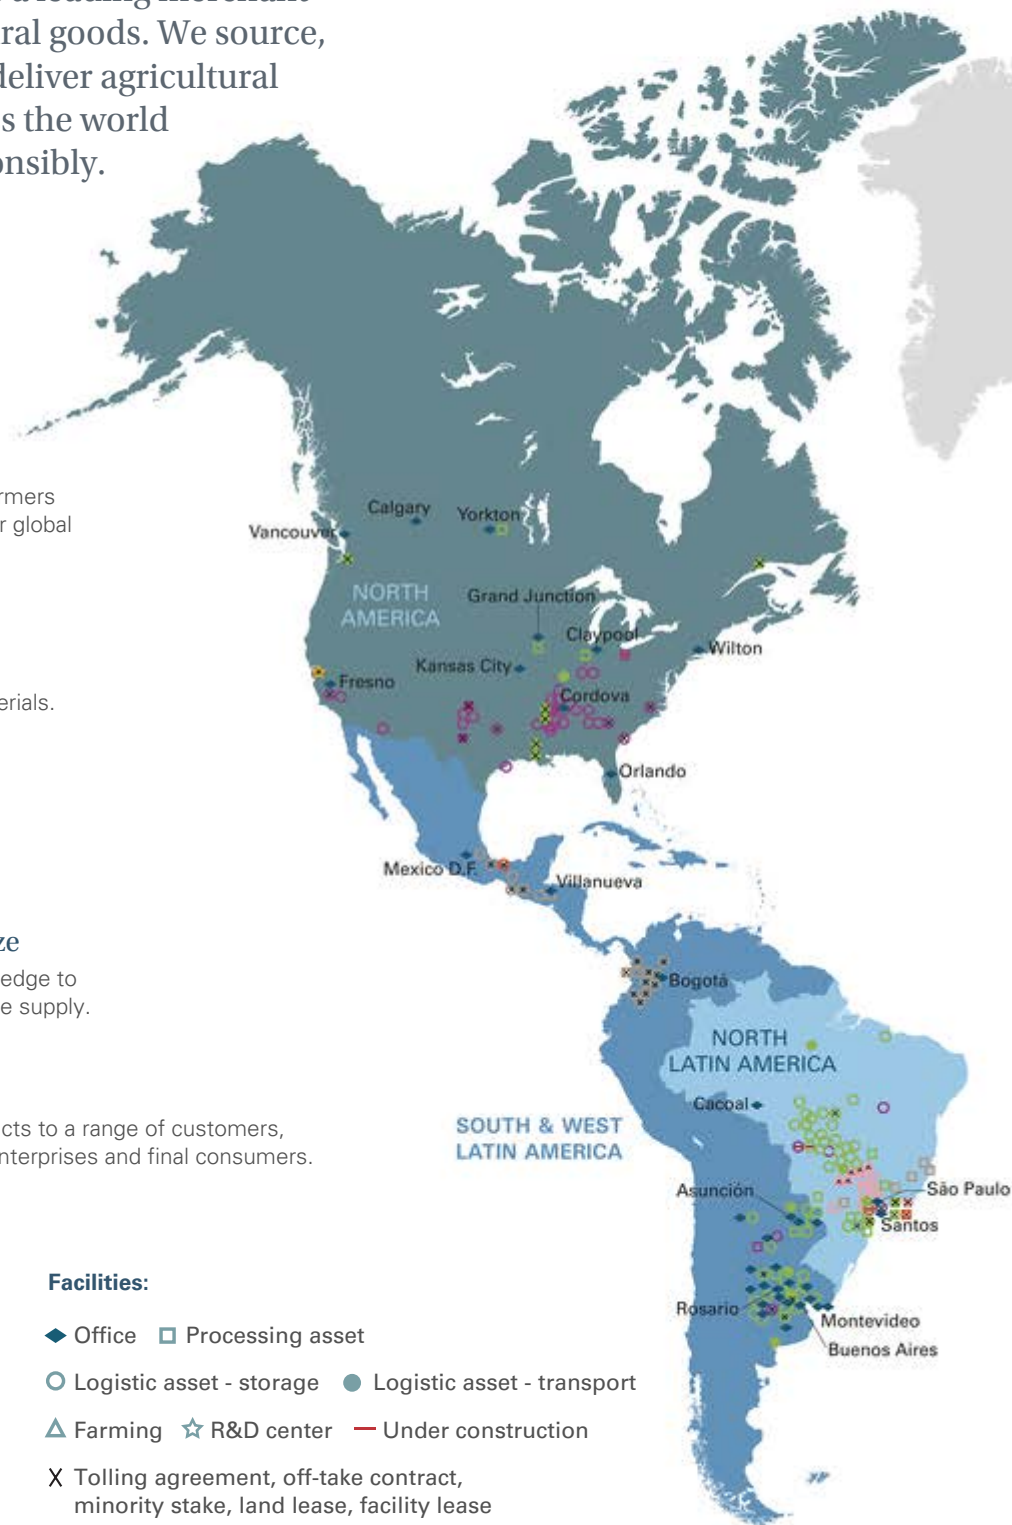 a leading merchant
ral goods. We source,
deliver agricultural
s the world
onsibly.
rmers
r global
erials.
ze
edge to
e supply.
cts to a range of customers,
nterprises and final consumers.
Calgary
Yorkton
Vancouver
NORTH
AMERICA
Grand Junction
Claypool
Wilton
Kansas City
Fresno
Cordova
Orlando
Mexico D.F.
Villanueva
Bogotá
NORTH
LATIN AMERICA
Cacoal
SOUTH & WEST
LATIN AMERICA
Asunción
São Paulo
Santos
Rosario
Montevideo
Buenos Aires
Facilities:
Office Processing asset
Logistic asset - storage Logistic asset - transport
Farming R&D center Under construction
Tolling agreement, off-take contract,
minority stake, land lease, facility lease